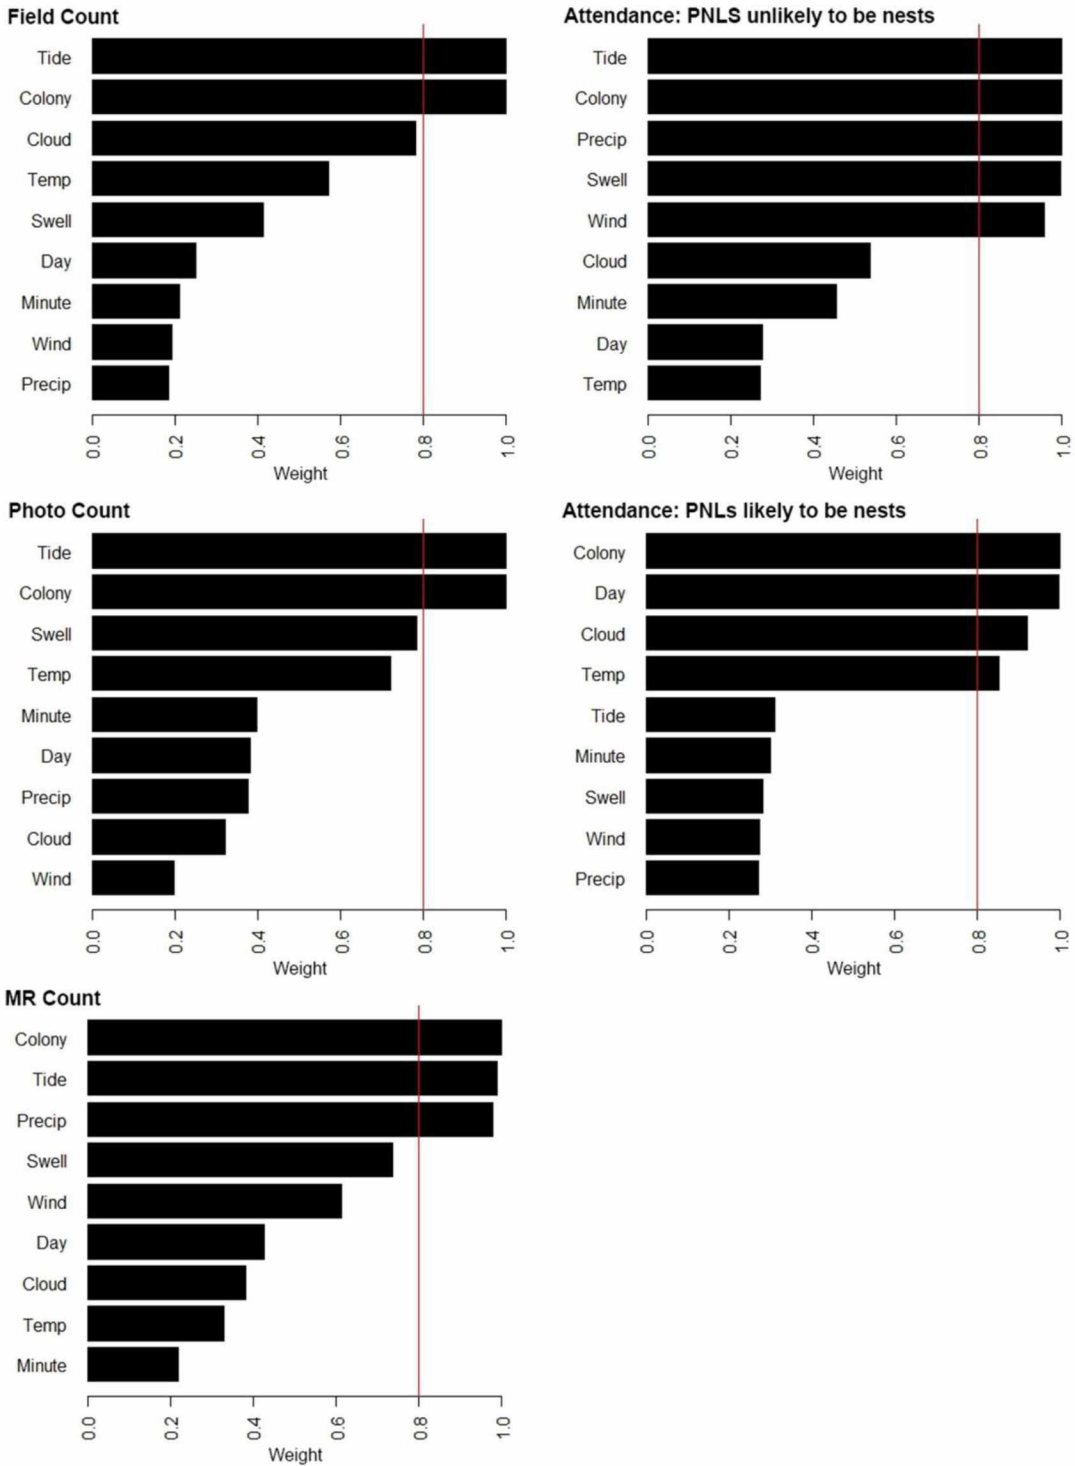 Field Count
Tide
Colony
Cloud
Temp
Swell
Day
Minute
Wind
Precip
0.0 0.2 0.4 0.6 0.8 1.0
Weight
Attendance: PNLS unlikely to be nests
Tide
Colony
Precip
Swell
Wind
Cloud
Minute
Day
Temp
0.0 0.2 0.4 0.6 0.8 1.0
Weight
Photo Count
Tide
Colony
Swell
Temp
Minute
Day
Precip
Cloud
Wind
0.0 0.2 0.4 0.6 0.8 1.0
Weight
Attendance: PNLs likely to be nests
Colony
Day
Cloud
Temp
Tide
Minute
Swell
Wind
Precip
0.0 0.2 0.4 0.6 0.8 1.0
Weight
MR Count
Colony
Tide
Precip
Swell
Wind
Day
Cloud
Temp
Minute
0.0 0.2 0.4 0.6 0.8 1.0
Weight